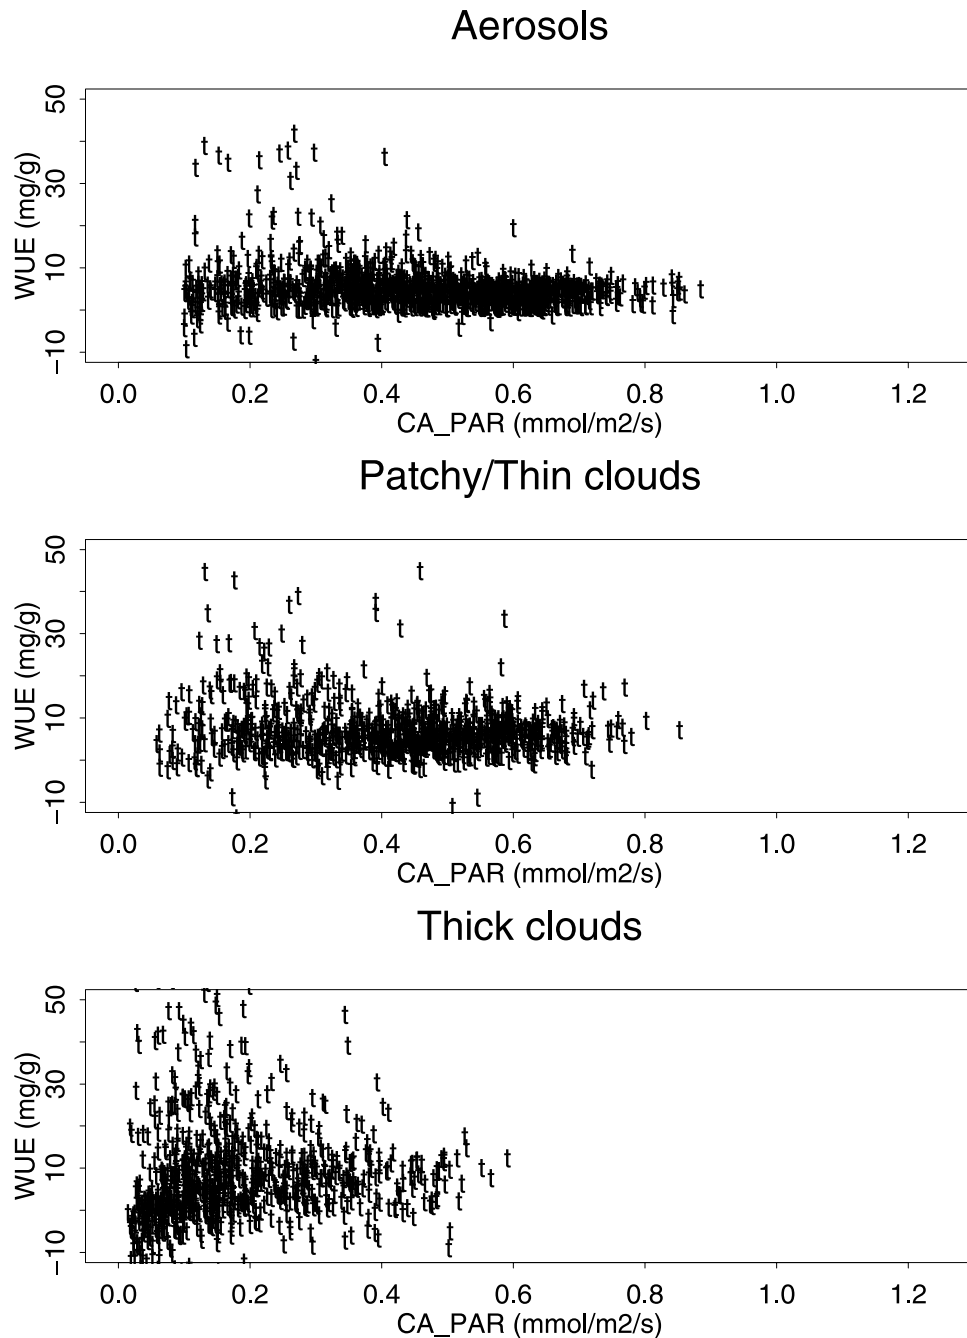 Aerosols
50
30
10
−10
WUE (mg/g)
0.0 0.2 0.4 0.6 0.8 1.0 1.2
CA_PAR (mmol/m2/s)
Patchy/Thin clouds
50
30
10
−10
WUE (mg/g)
0.0 0.2 0.4 0.6 0.8 1.0 1.2
CA_PAR (mmol/m2/s)
Thick clouds
50
30
10
−10
WUE (mg/g)
0.0 0.2 0.4 0.6 0.8 1.0 1.2
CA_PAR (mmol/m2/s)